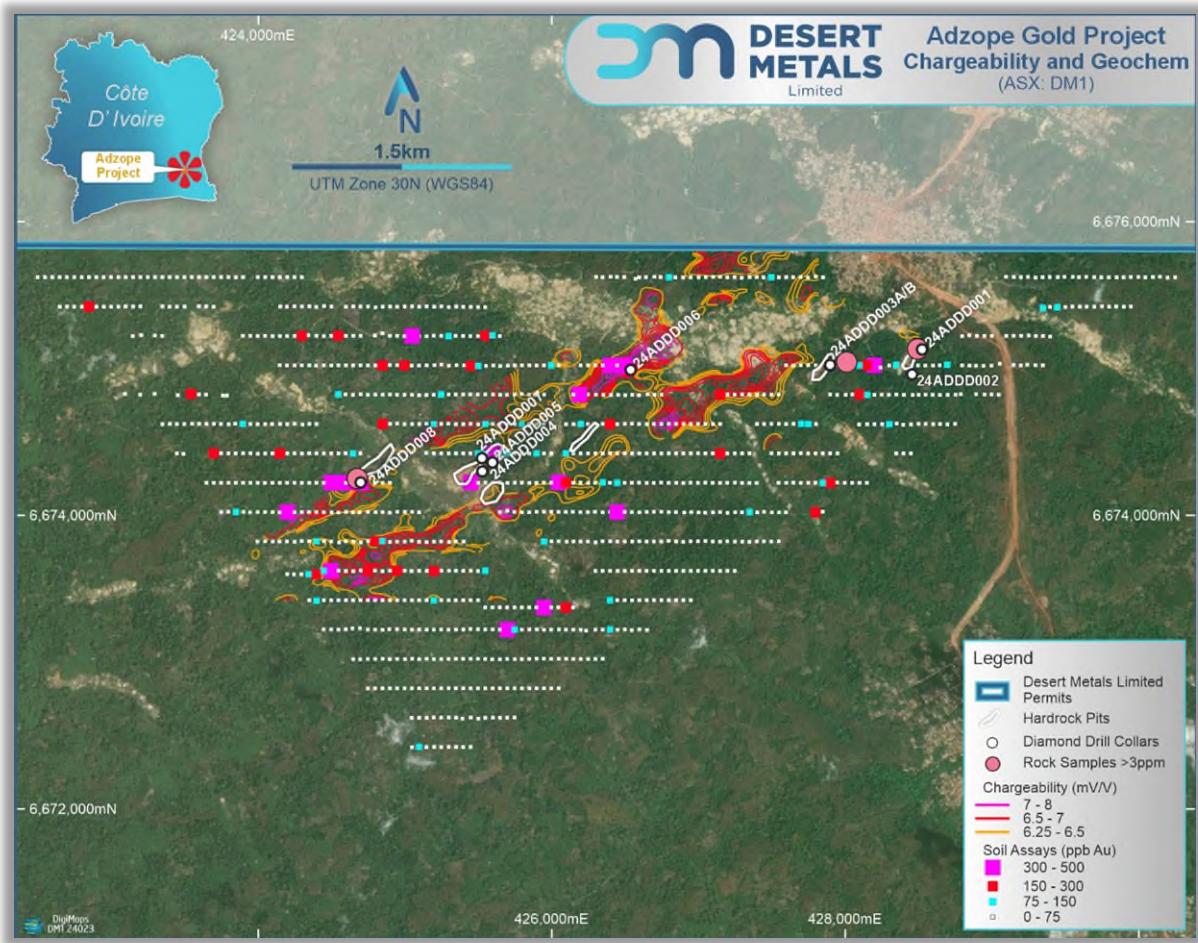 424,000mE
DM DESERT
METALS
Limited
Adzope Gold Project
Chargeability and Geochem
(ASX: DM1)
Côte
D' Ivoire
Adzope
Project
N
1.5km
UTM Zone 30N (WGS84)
6,676,000mN
24ADDD006
24ADDD003A/B
24ADDD001
24ADDD002
24ADDD007
24ADDD005
24ADDD004
24ADDD008
6,674,000mN
6,674,000mN
6,672,000mN
426,000mE
428,000mE
Legend
Desert Metals Limited
Permits
Hardrock Pits
Diamond Drill Collars
Rock Samples >3ppm
Chargeability (mV/V)
7 - 8
6.5 - 7
6.25 - 6.5
Soil Assays (ppb Au)
300 - 500
150 - 300
75 - 150
0 - 75
DigiMaps
DM1 24023